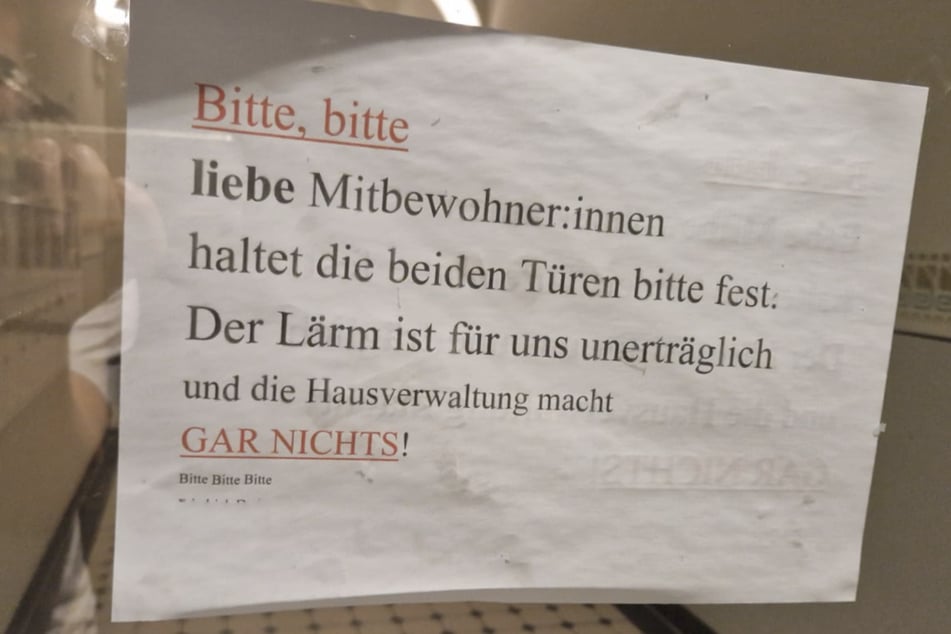 Bitte, bitte
liebe Mitbewohner:innen
haltet die beiden Türen bitte fest.
Der Lärm ist für uns unerträglich
und die Hausverwaltung macht
GAR NICHTS!
Bitte Bitte Bitte